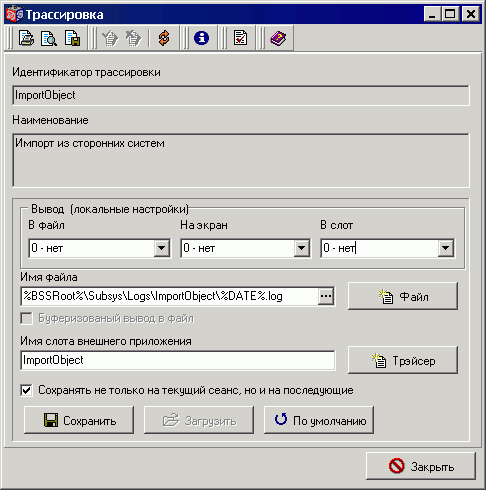 Трассировка
Идентификатор трассировки
ImportObject
Наименование
Импорт из сторонних систем
Вывод (локальные настройки)
В файл На экран В слот
0 - нет 0 - нет 0 - нет
Имя файла
%BSSRoot%\Subsys\Logs\ImportObject\%DATE%.log ... Файл
Буферизованый вывод в файл
Имя слота внешнего приложения
ImportObject Трэйсер
Сохранять не только на текущий сеанс, но и на последующие
Сохранить Загрузить По умолчанию
Закрыть